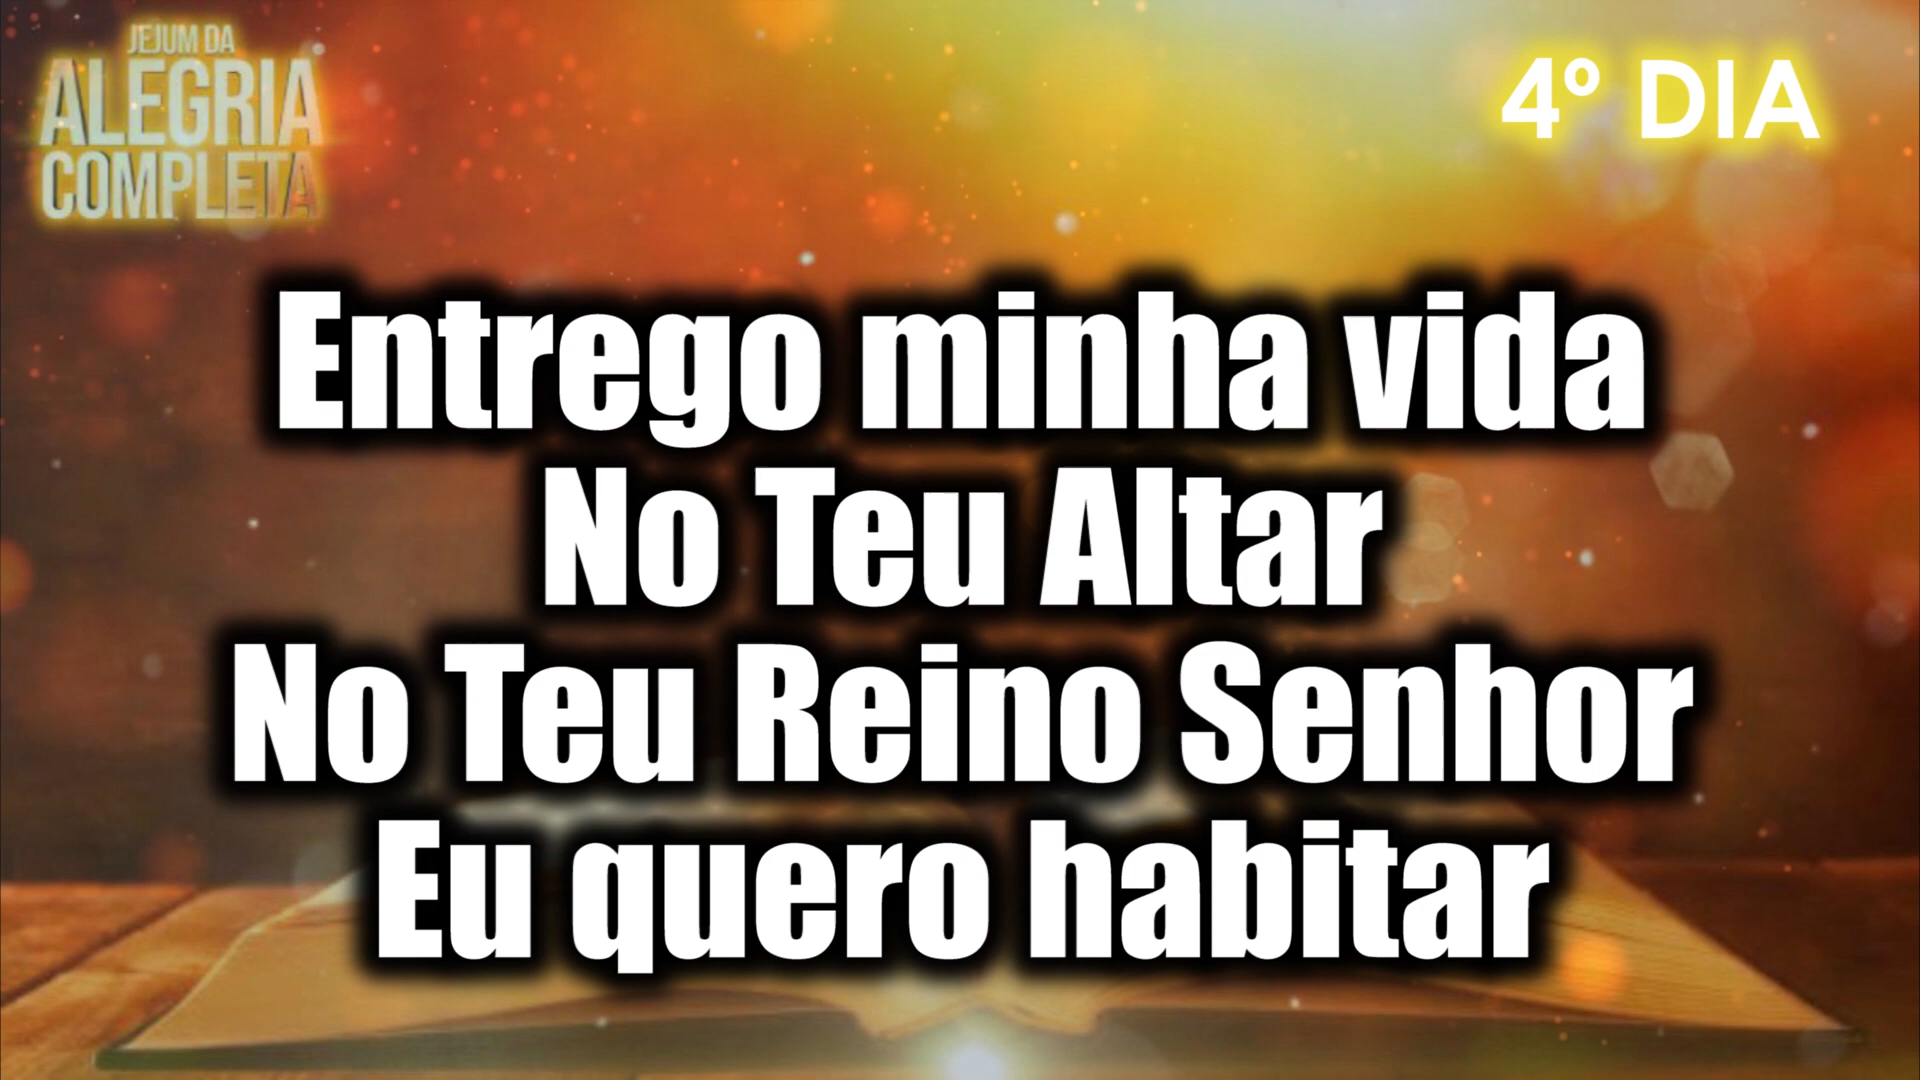 JEJUM DA
ALEGRIA
COMPLETA
4º DIA
Entrego minha vida
No Teu Altar
No Teu Reino Senhor
Eu quero habitar